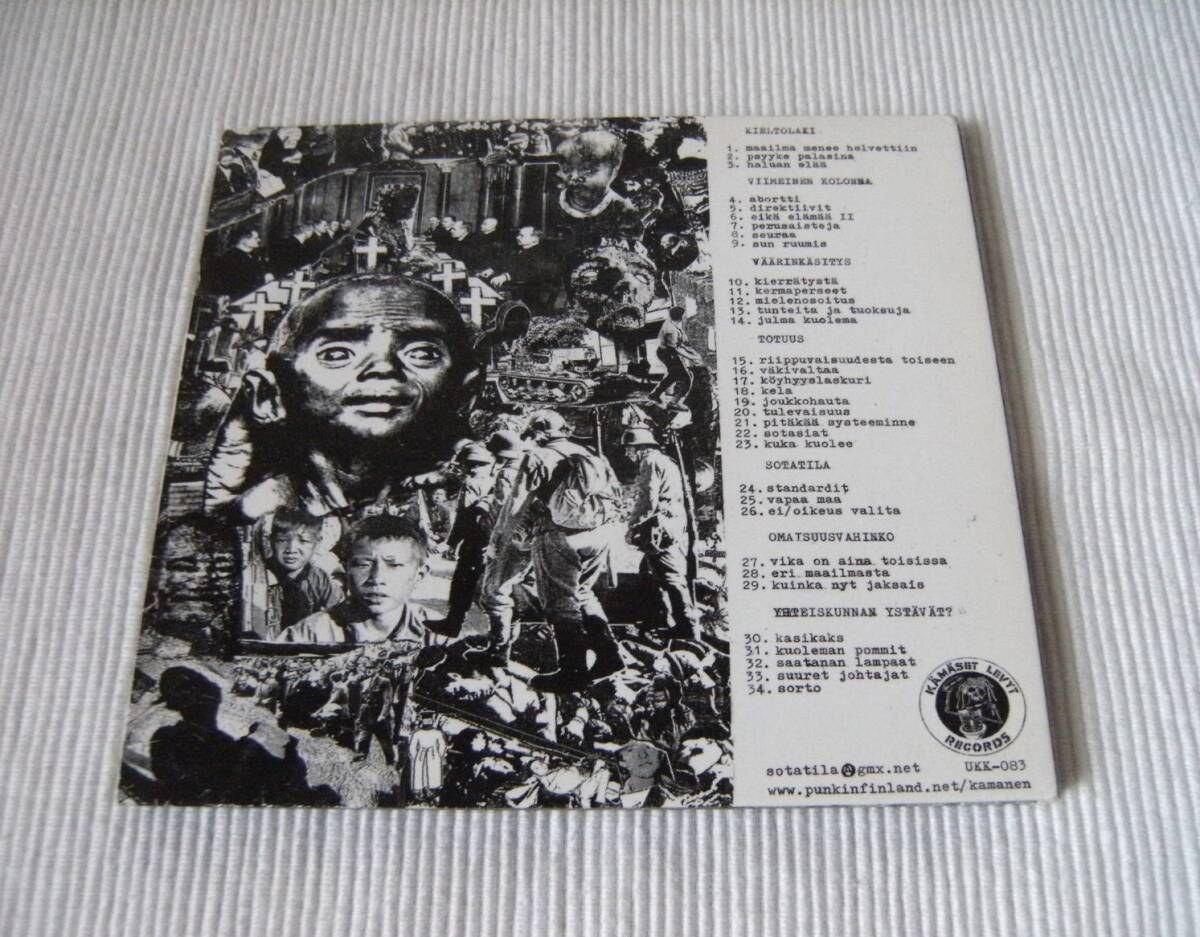 KIELTOLAKI
1. maailma menee helvettiin
2. psyyke palasina
3. haluan elää
VIIMEINEN KOLONNA
4. abortti
5. direktiivit
6. eikä elämää II
7. perusaisteja
8. seuraa
9. sun ruumis
VÄÄRINKÄSITYS
10. kierrätystä
11. kermaperseet
12. mielenosoitus
13. tunteita ja tuoksuja
14. julma kuolema
TOTUUS
15. riippuvaisuudesta toiseen
16. väkivaltaa
17. köyhyyslaskuri
18. kela
19. joukkohauta
20. tulevaisuus
21. pitäkää systeeminne
22. sotasiat
23. kuka kuolee
SOTATILA
24. standardit
25. vapaa maa
26. ei/oikeus valita
OMAISUUSVAHINKO
27. vika on aina toisissa
28. eri maailmasta
29. kuinka nyt jaksais
YHTEISKUNNAN YSTÄVÄT?
30. kasikaks
31. kuoleman pommit
32. saatanan lampaat
33. suuret johtajat
34. sorto
KÄMÄSET LEVYT
RECORDS
sotatila@gmx.net UKK-083
www.punkinfinland.net/kamanen